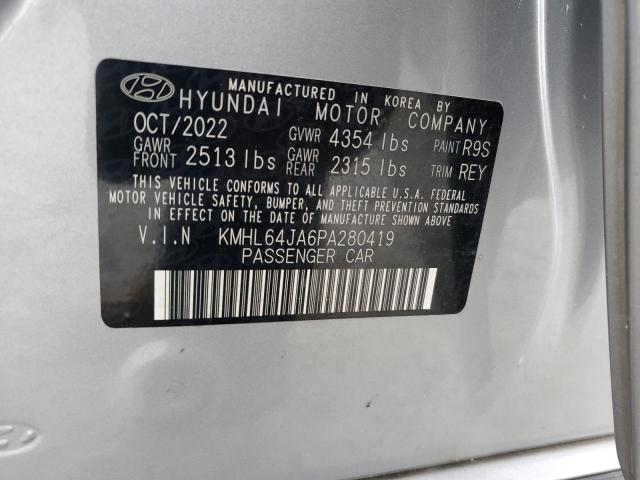 MANUFACTURED IN KOREA BY
HYUNDAI MOTOR COMPANY
OCT/2022 GVWR 4354 lbs PAINT R9S
GAWR FRONT 2513 lbs GAWR REAR 2315 lbs TRIM REY
THIS VEHICLE CONFORMS TO ALL APPLICABLE U.S.A. FEDERAL
MOTOR VEHICLE SAFETY, BUMPER, AND THEFT PREVENTION STANDARDS
IN EFFECT ON THE DATE OF MANUFACTURE SHOWN ABOVE
V.I.N KMHL64JA6PA280419
PASSENGER CAR